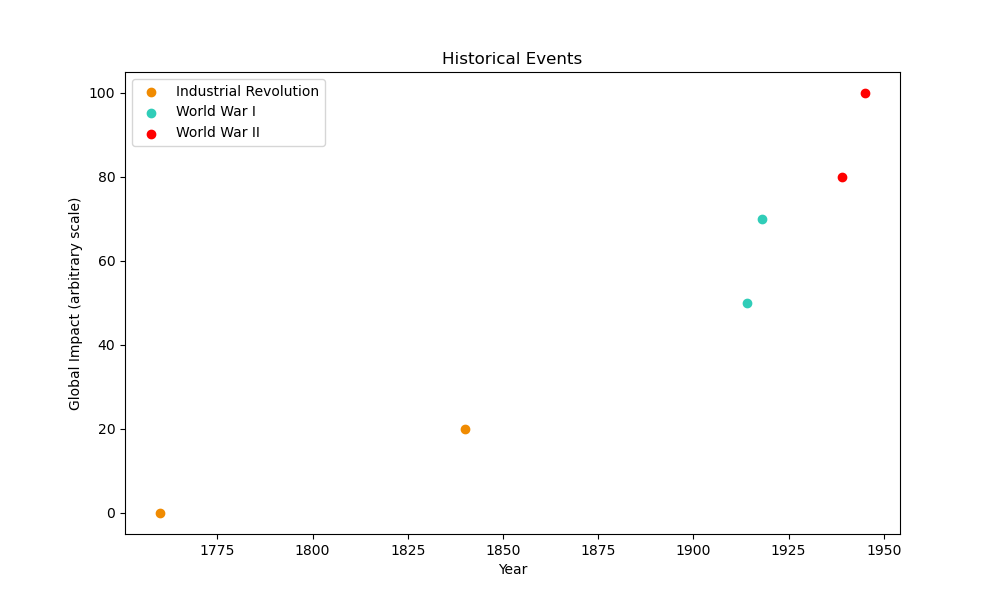 Historical Events
Industrial Revolution
World War I
World War II
Global Impact (arbitrary scale)
100
80
60
40
20
0
1775 1800 1825 1850 1875 1900 1925 1950
Year